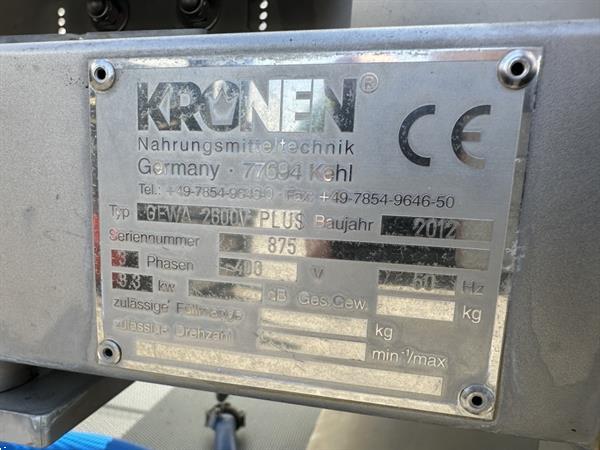 KRONEN®
Nahrungsmitteltechnik CE
Germany · 77694 Kehl
Tel.: +49-7854-9646-0 · Fax: +49-7854-9646-50
Typ GEWA 2600V PLUS Baujahr 2012
Seriennummer 875
3 Phasen 400 V 50 Hz
kw dB Ges.Gew. kg
zulässige Füllmenge kg
zulässige Drehzahl min⁻¹/max